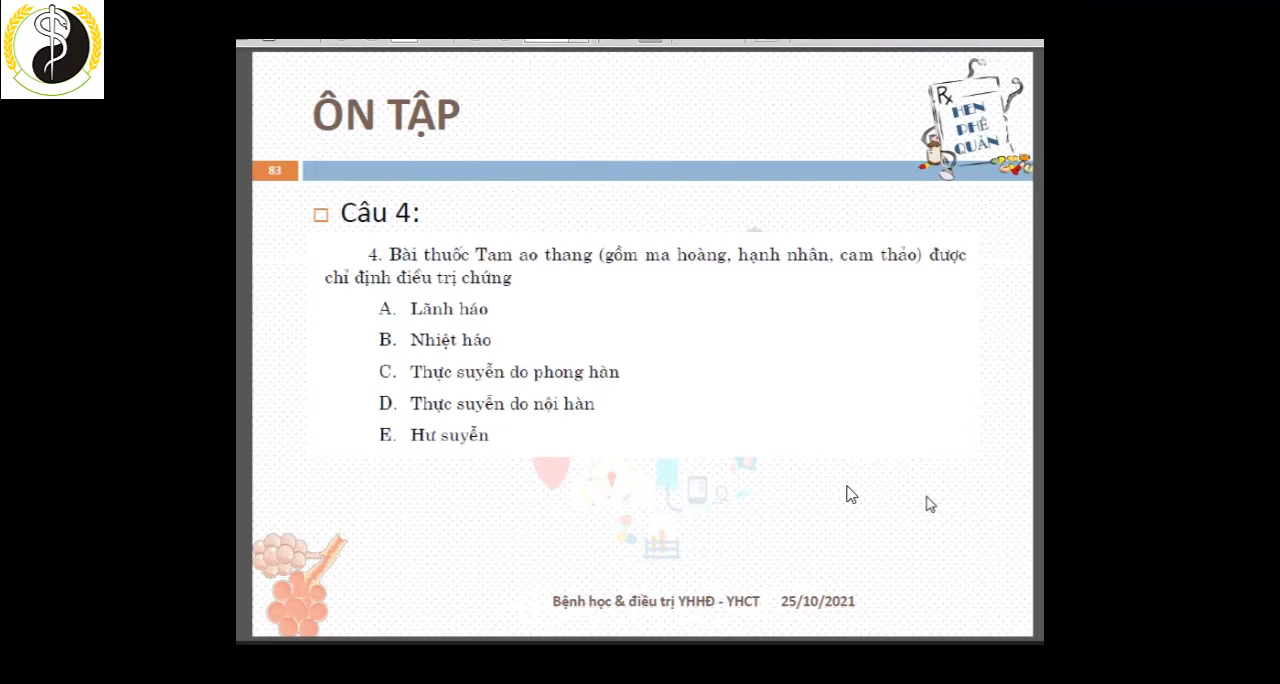 ÔN TẬP
Rx
HEN
PHẾ
QUẢN
83
Câu 4:
4. Bài thuốc Tam ao thang (gồm ma hoàng, hạnh nhân, cam thảo) được
chỉ định điều trị chứng
A. Lãnh háo
B. Nhiệt háo
C. Thực suyễn do phong hàn
D. Thực suyễn do nội hàn
E. Hư suyễn
Bệnh học & điều trị YHHĐ - YHCT 25/10/2021